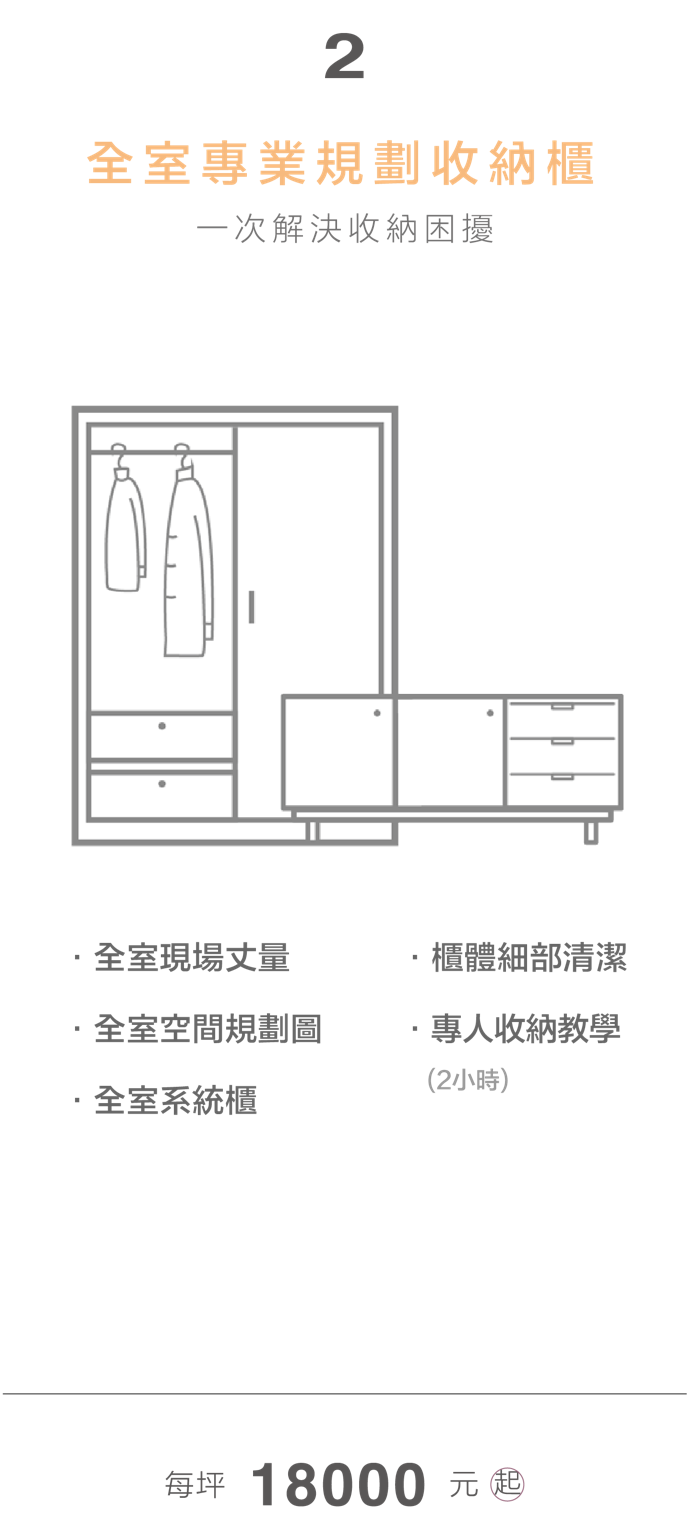 2
全室專業規劃收納櫃
一次解決收納困擾
· 全室現場丈量
· 全室空間規劃圖
· 全室系統櫃
· 櫃體細部清潔
· 專人收納教學
(2小時)
每坪 18000 元 起